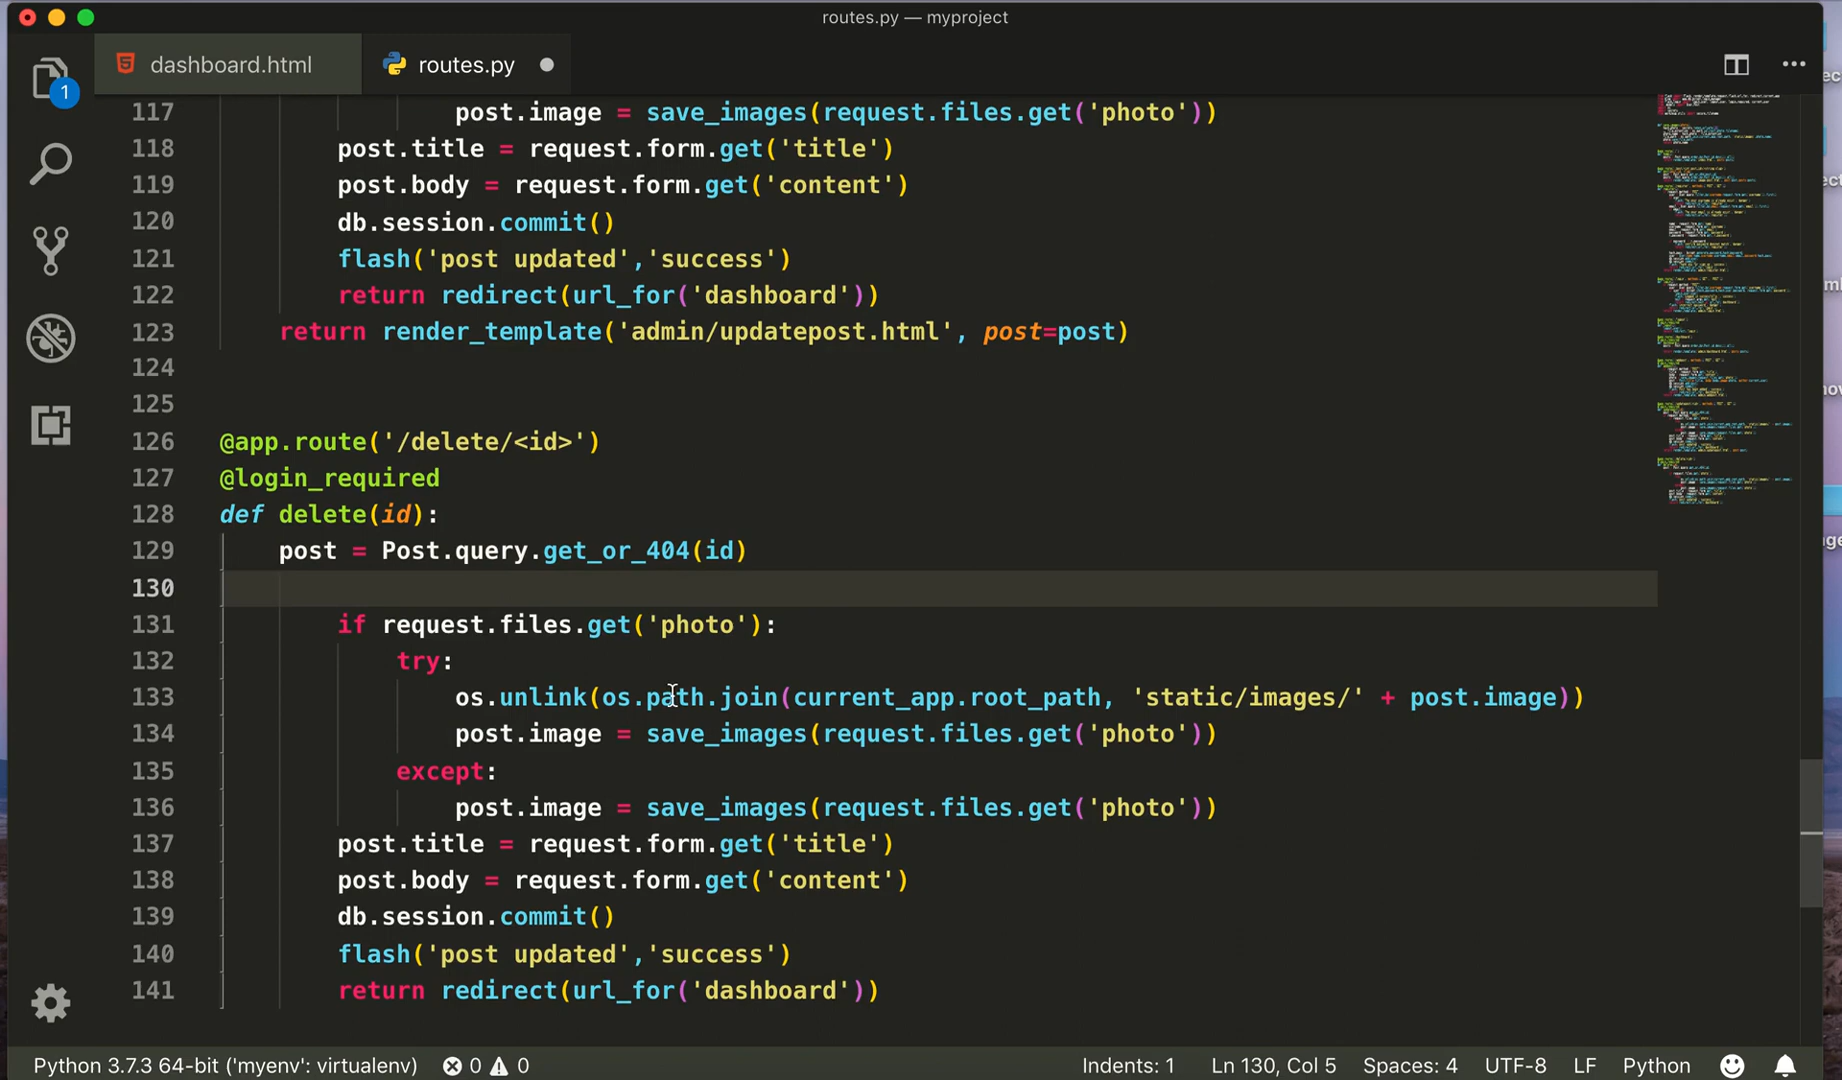 routes.py — myproject
dashboard.html
routes.py
1
117 post.image = save_images(request.files.get('photo'))
118 post.title = request.form.get('title')
119 post.body = request.form.get('content')
120 db.session.commit()
121 flash('post updated','success')
122 return redirect(url_for('dashboard'))
123 return render_template('admin/updatepost.html', post=post)
124
125
126 @app.route('/delete/<id>')
127 @login_required
128 def delete(id):
129 post = Post.query.get_or_404(id)
130
131 if request.files.get('photo'):
132 try:
133 os.unlink(os.path.join(current_app.root_path, 'static/images/' + post.image))
134 post.image = save_images(request.files.get('photo'))
135 except:
136 post.image = save_images(request.files.get('photo'))
137 post.title = request.form.get('title')
138 post.body = request.form.get('content')
139 db.session.commit()
140 flash('post updated','success')
141 return redirect(url_for('dashboard'))
Python 3.7.3 64-bit ('myenv': virtualenv) 0 0 Indents: 1 Ln 130, Col 5 Spaces: 4 UTF-8 LF Python